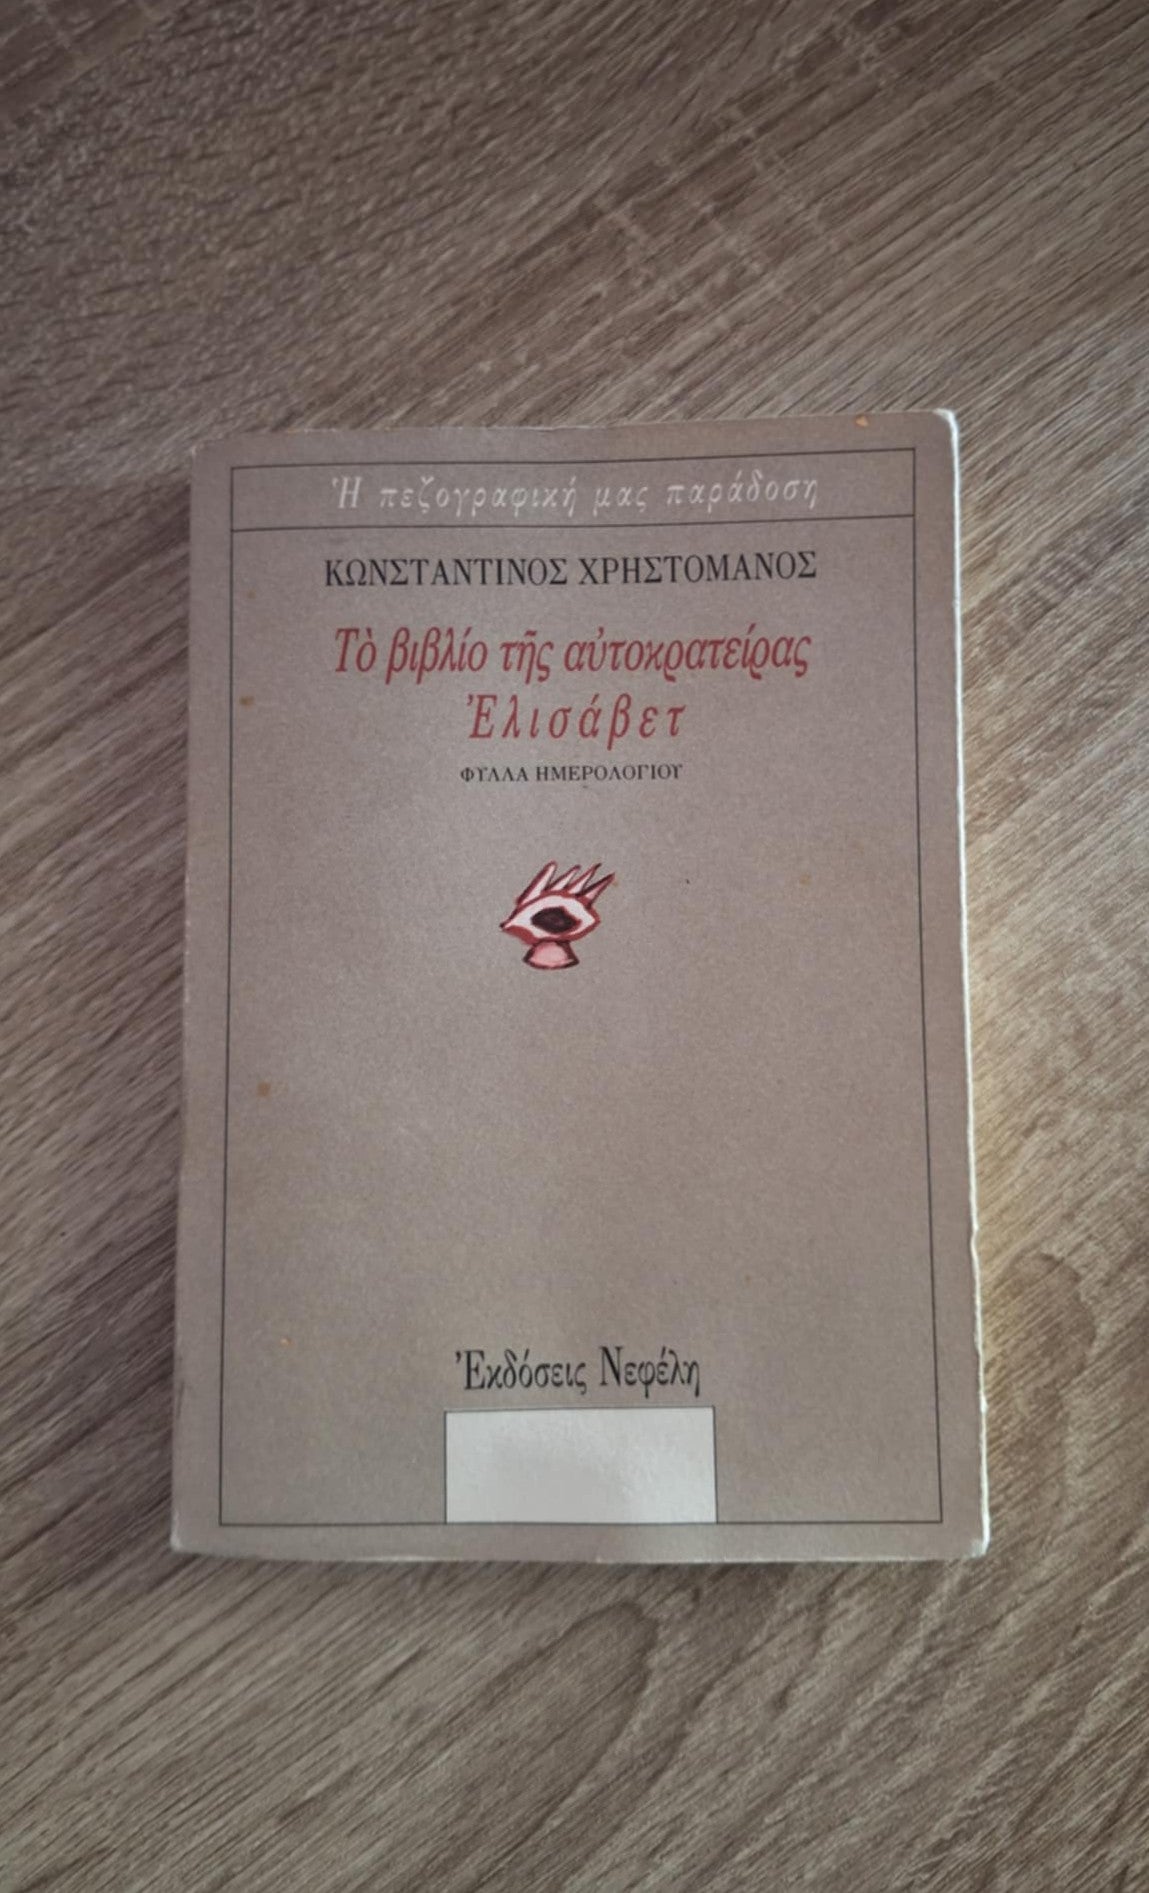 Ἡ πεζογραφική μας παράδοση
ΚΩΝΣΤΑΝΤΙΝΟΣ ΧΡΗΣΤΟΜΑΝΟΣ
Τὸ βιβλίο τῆς αὐτοκρατείρας
Ἐλισάβετ
ΦΥΛΛΑ ΗΜΕΡΟΛΟΓΙΟΥ
Ἐκδόσεις Νεφέλη